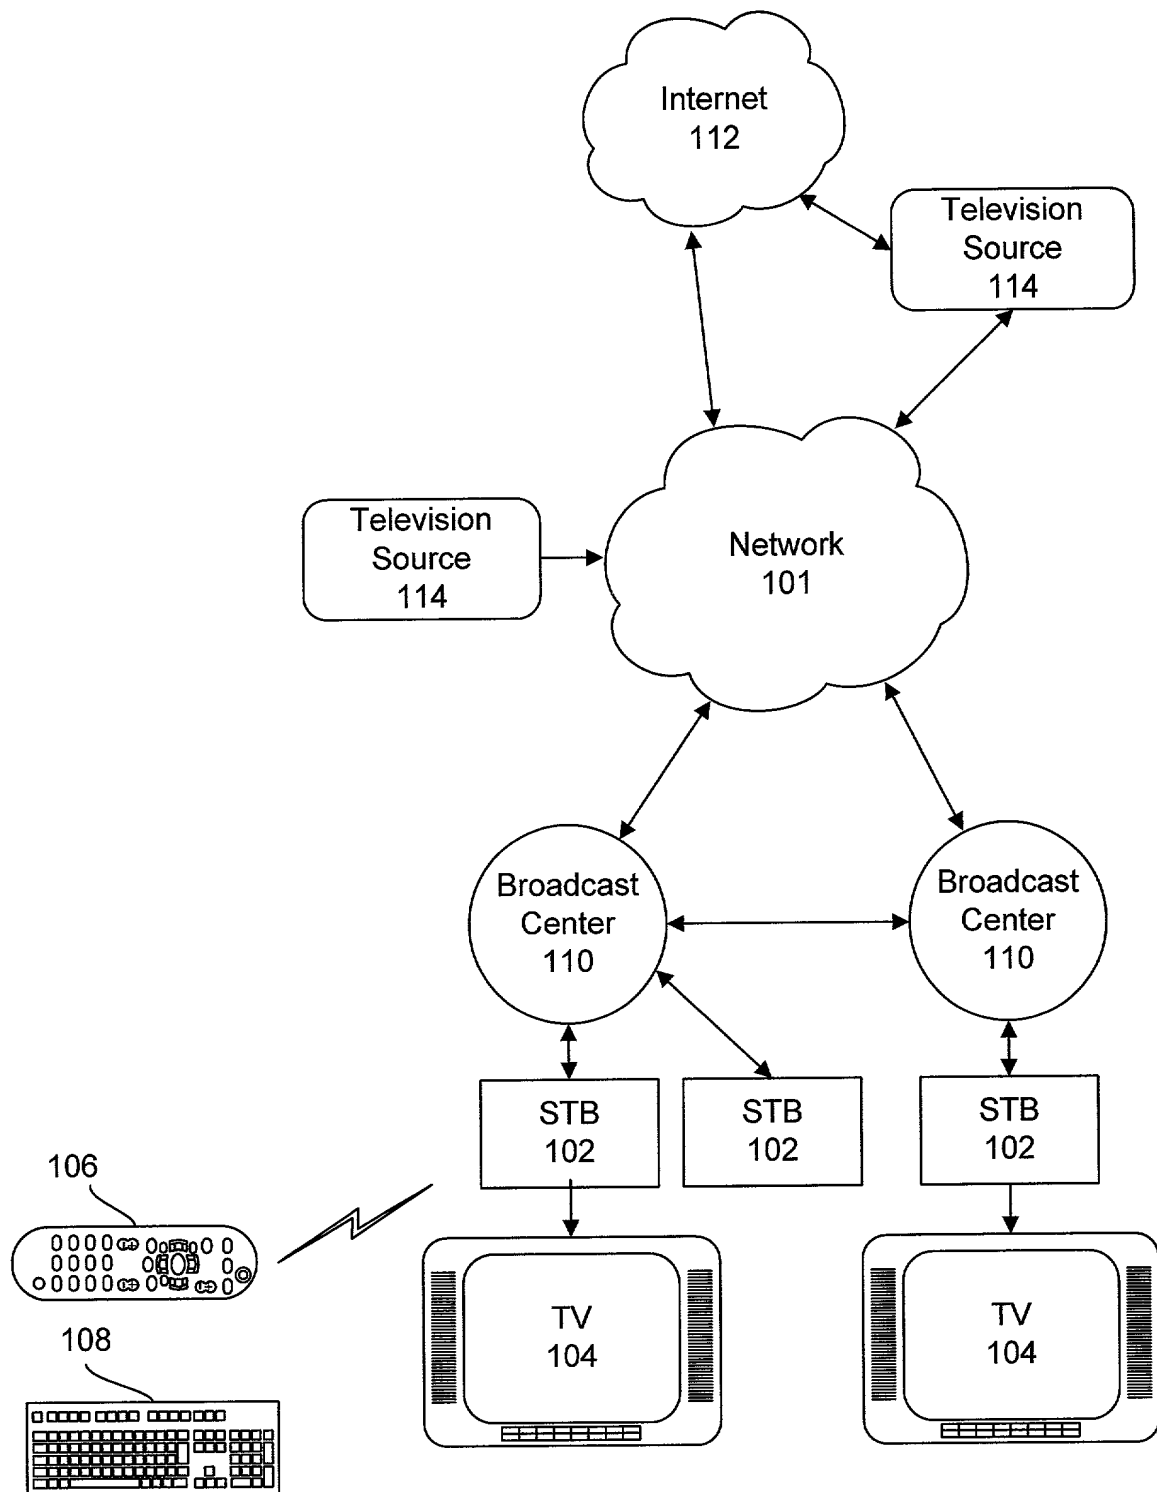 Internet
112
Television
Source
114
Television
Source
114
Network
101
Broadcast
Center
110
Broadcast
Center
110
STB
102
STB
102
STB
102
106
TV
104
TV
104
108